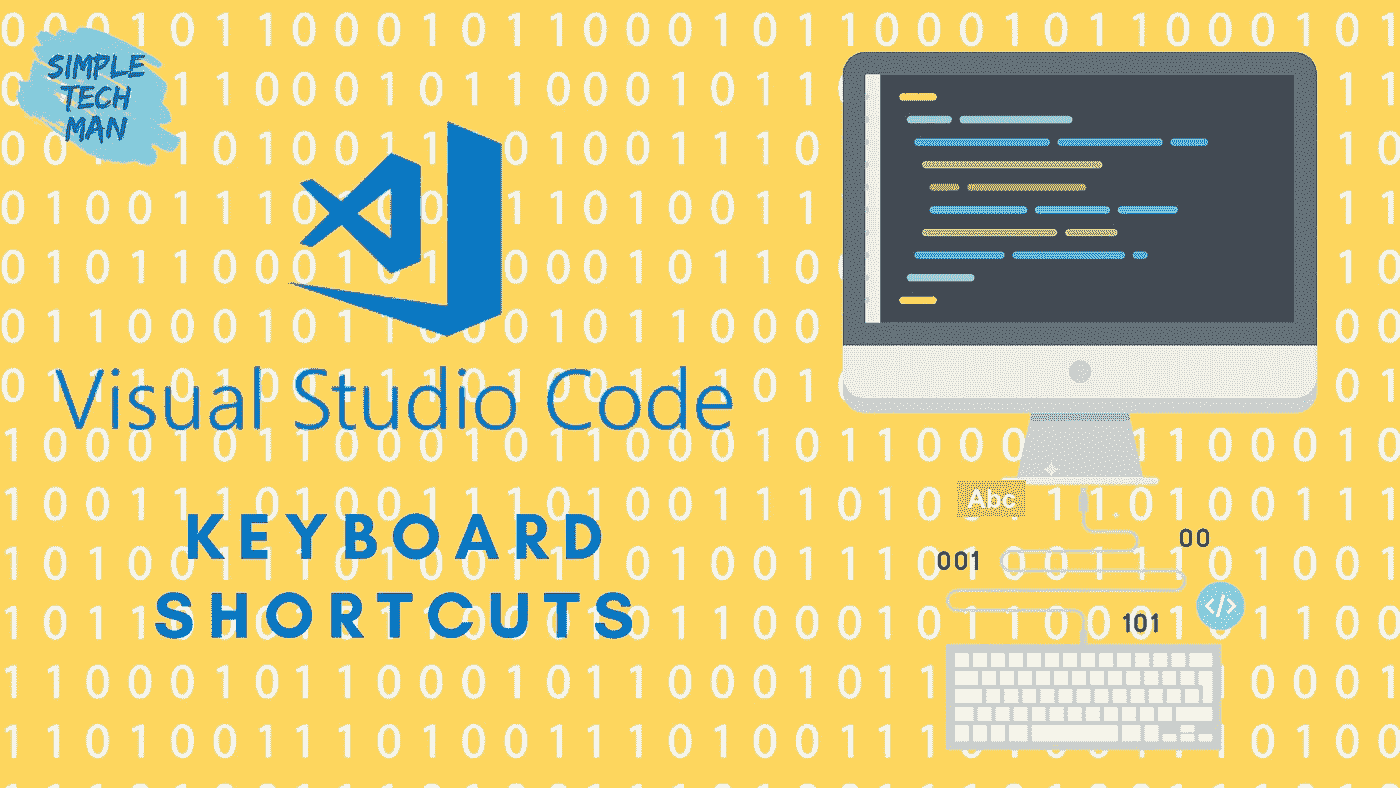 SIMPLE
TECH
MAN
Visual Studio Code
KEYBOARD
SHORTCUTS
Abc
00
001
</>
101